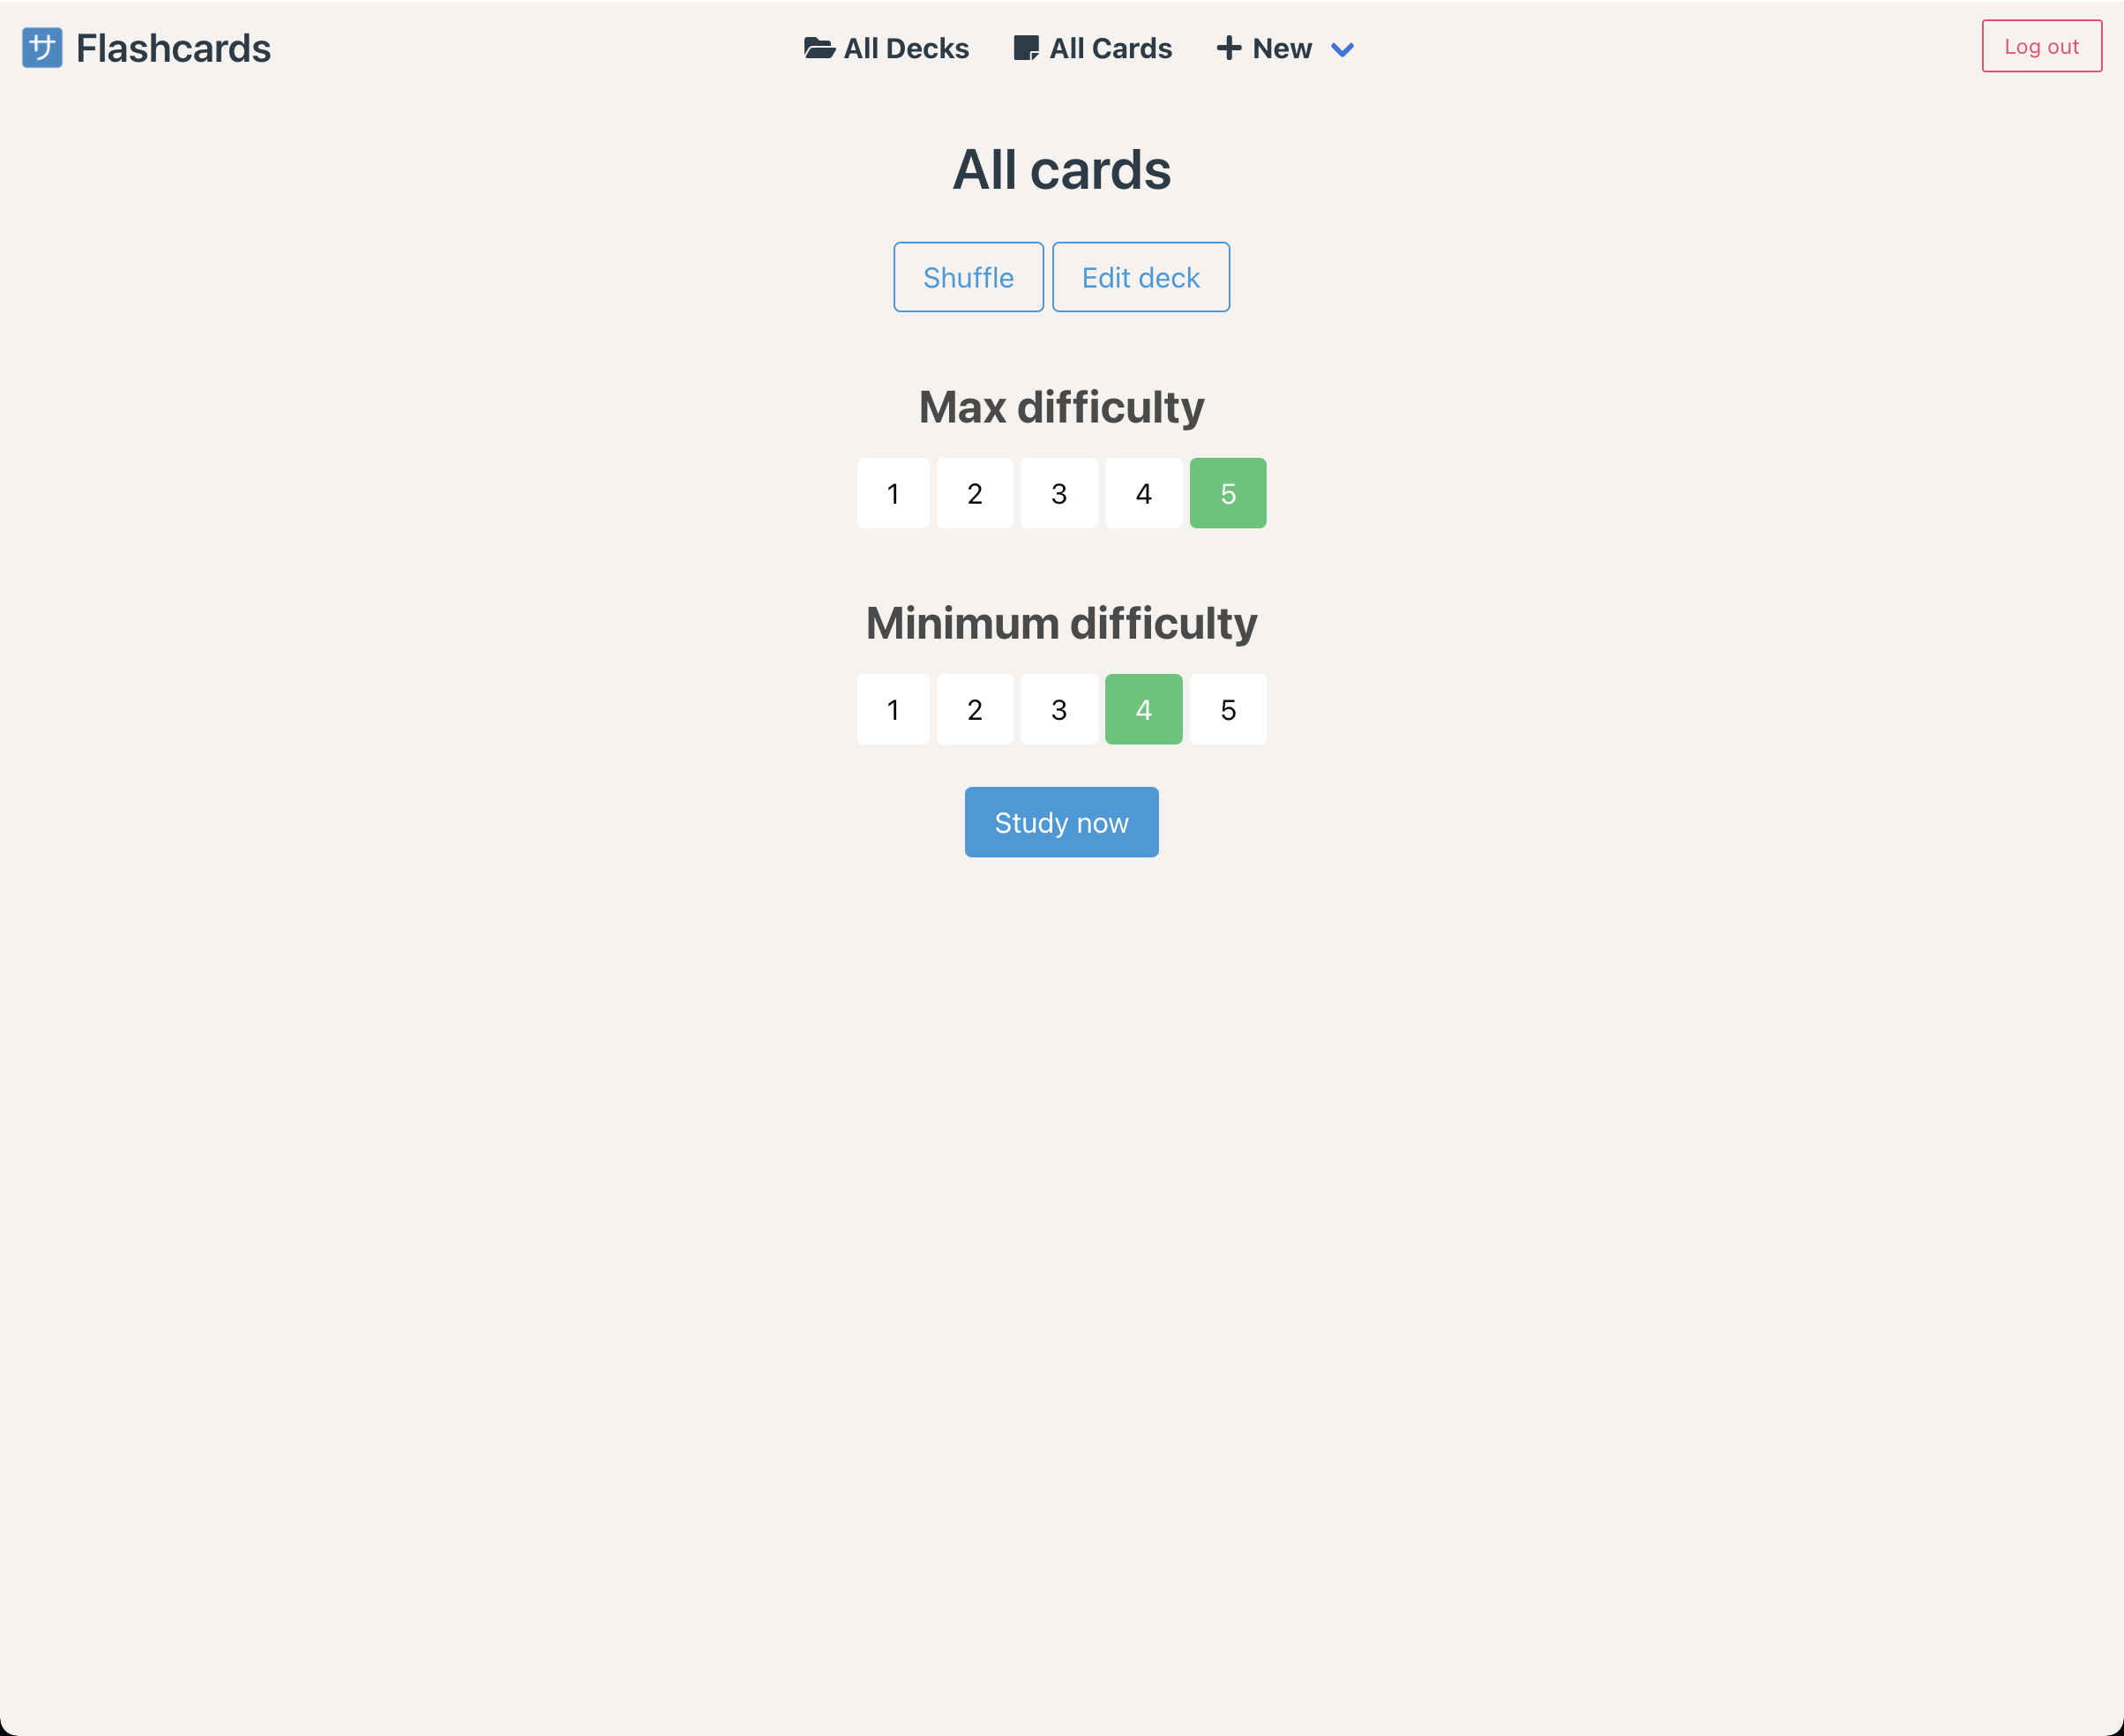 サ Flashcards
All Decks
All Cards
New
Log out
All cards
Shuffle
Edit deck
Max difficulty
1 2 3 4 5
Minimum difficulty
1 2 3 4 5
Study now